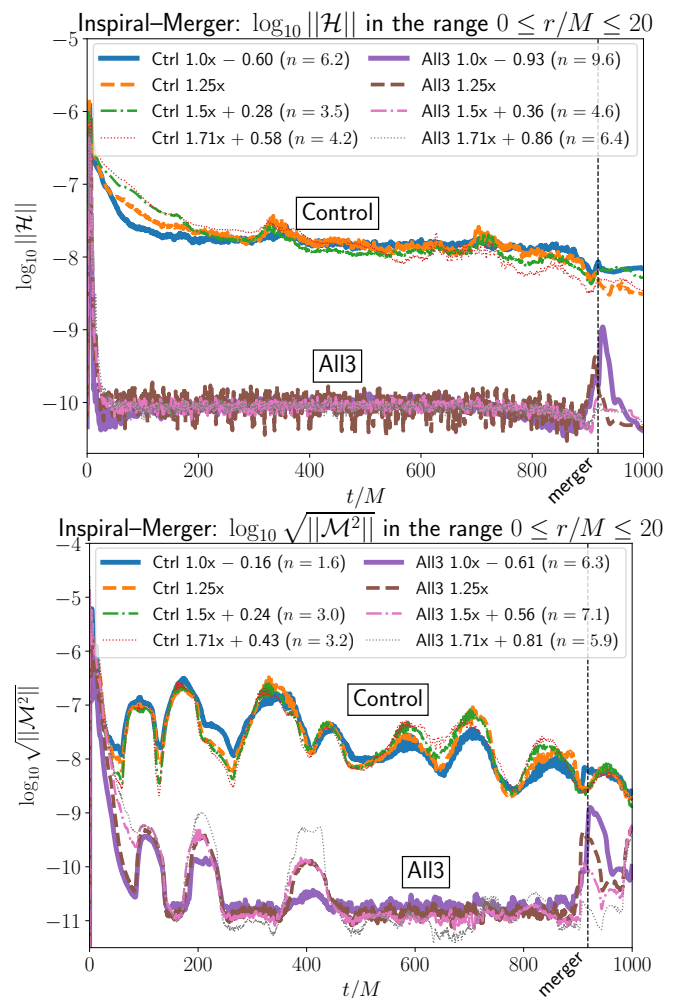 Inspiral–Merger: log₁₀ ||ℋ|| in the range 0 ≤ r/M ≤ 20
Ctrl 1.0x − 0.60 (n = 6.2)
Ctrl 1.25x
Ctrl 1.5x + 0.28 (n = 3.5)
Ctrl 1.71x + 0.58 (n = 4.2)
All3 1.0x − 0.93 (n = 9.6)
All3 1.25x
All3 1.5x + 0.36 (n = 4.6)
All3 1.71x + 0.86 (n = 6.4)
log₁₀ ||ℋ||
−5
−6
−7
−8
−9
−10
Control
All3
0
200
400
600
800
1000
merger
t/M
Inspiral–Merger: log₁₀ √||ℳ²|| in the range 0 ≤ r/M ≤ 20
Ctrl 1.0x − 0.16 (n = 1.6)
Ctrl 1.25x
Ctrl 1.5x + 0.24 (n = 3.0)
Ctrl 1.71x + 0.43 (n = 3.2)
All3 1.0x − 0.61 (n = 6.3)
All3 1.25x
All3 1.5x + 0.56 (n = 7.1)
All3 1.71x + 0.81 (n = 5.9)
log₁₀ √||ℳ²||
−4
−5
−6
−7
−8
−9
−10
−11
Control
All3
0
200
400
600
800
1000
merger
t/M